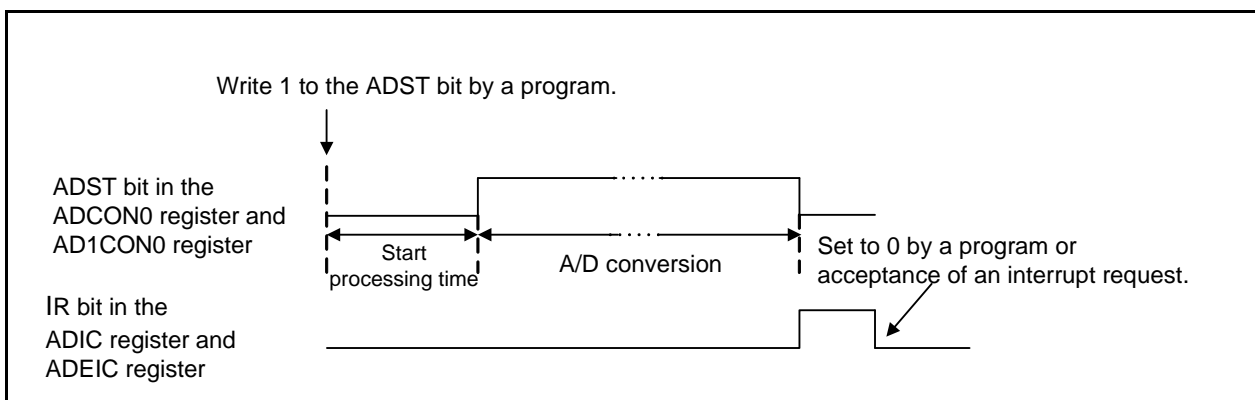 Write 1 to the ADST bit by a program.
ADST bit in the
ADCON0 register and
AD1CON0 register
Start
processing time
A/D conversion
Set to 0 by a program or
acceptance of an interrupt request.
IR bit in the
ADIC register and
ADEIC register